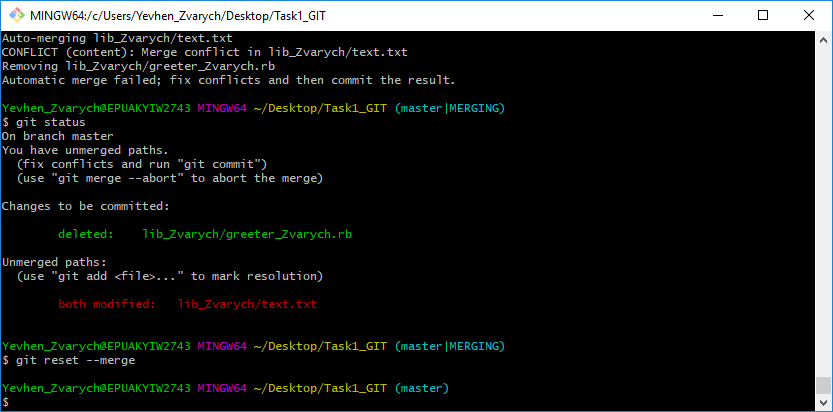 MINGW64:/c/Users/Yevhen_Zvarych/Desktop/Task1_GIT
Auto-merging lib_Zvarych/text.txt
CONFLICT (content): Merge conflict in lib_Zvarych/text.txt
Removing lib_Zvarych/greeter_Zvarych.rb
Automatic merge failed; fix conflicts and then commit the result.
Yevhen_Zvarych@EPUAKYIW2743 MINGW64 ~/Desktop/Task1_GIT (master|MERGING)
$ git status
On branch master
You have unmerged paths.
(fix conflicts and run "git commit")
(use "git merge --abort" to abort the merge)
Changes to be committed:
deleted: lib_Zvarych/greeter_Zvarych.rb
Unmerged paths:
(use "git add <file>..." to mark resolution)
both modified: lib_Zvarych/text.txt
Yevhen_Zvarych@EPUAKYIW2743 MINGW64 ~/Desktop/Task1_GIT (master|MERGING)
$ git reset --merge
Yevhen_Zvarych@EPUAKYIW2743 MINGW64 ~/Desktop/Task1_GIT (master)
$